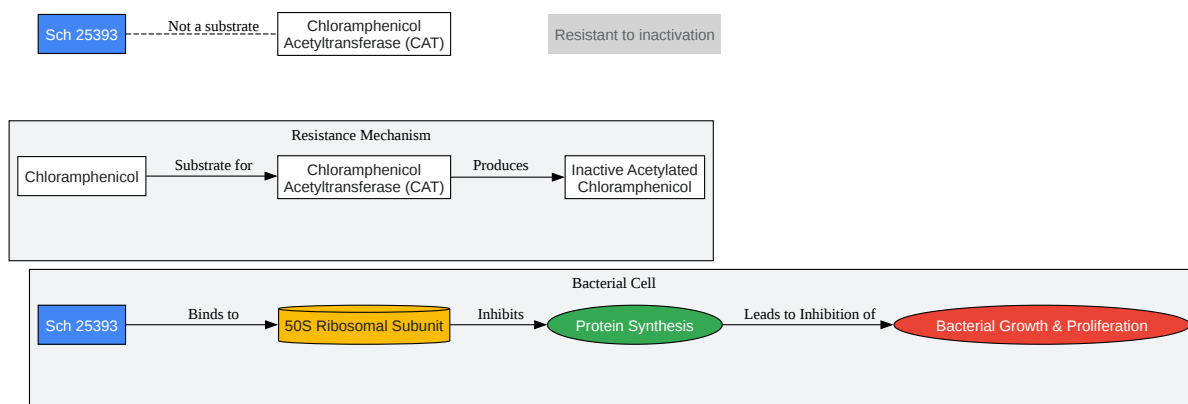 Sch 25393
Not a substrate
Chloramphenicol
Acetyltransferase (CAT)
Resistant to inactivation
Resistance Mechanism
Chloramphenicol
Substrate for
Chloramphenicol
Acetyltransferase (CAT)
Produces
Inactive Acetylated
Chloramphenicol
Bacterial Cell
Sch 25393
Binds to
50S Ribosomal Subunit
Inhibits
Protein Synthesis
Leads to Inhibition of
Bacterial Growth & Proliferation